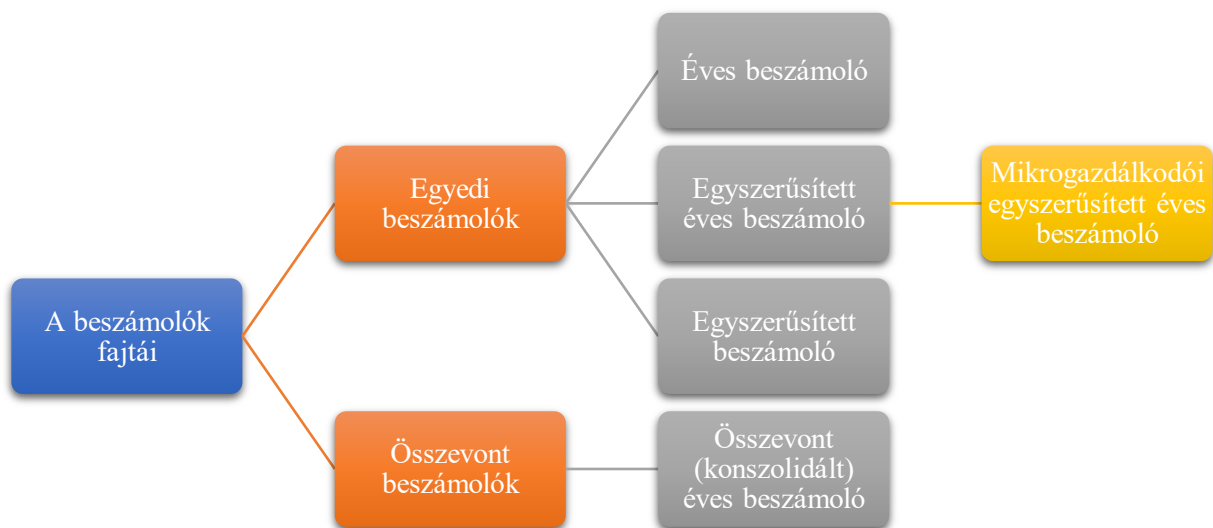 A beszámolók
fajtái
Egyedi
beszámolók
Éves beszámoló
Egyszerűsített
éves beszámoló
Mikrogazdálkodói
egyszerűsített éves
beszámoló
Egyszerűsített
beszámoló
Összevont
beszámolók
Összevont
(konszolidált)
éves beszámoló